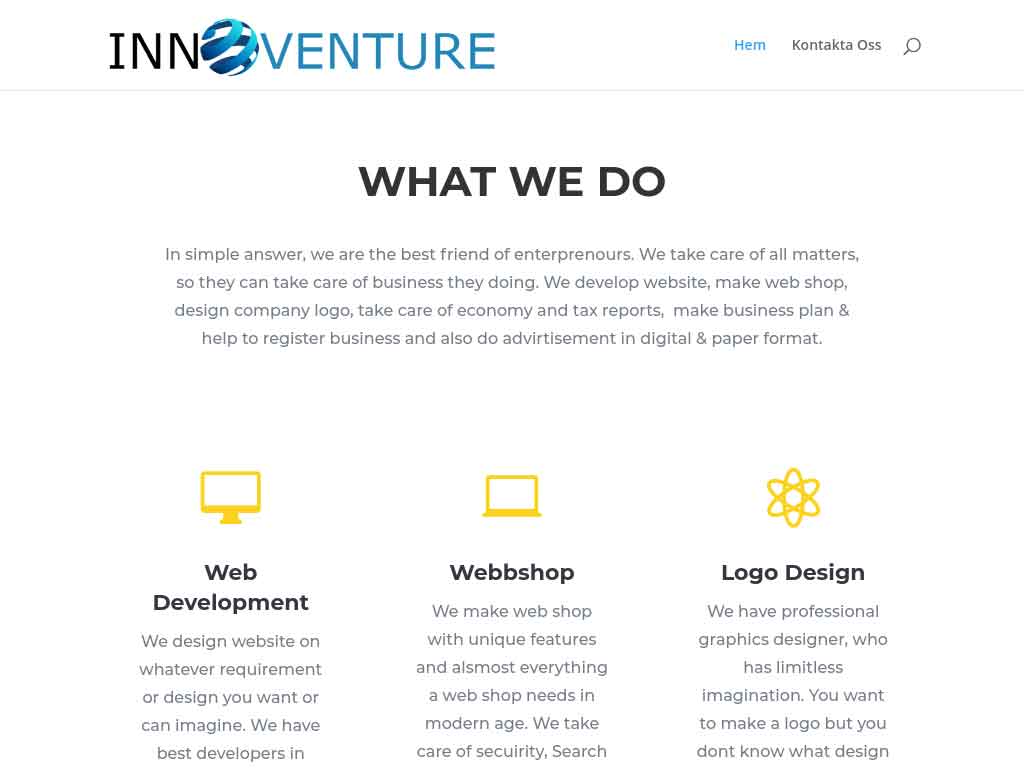 INNOVENTURE
Hem Kontakta Oss
WHAT WE DO
In simple answer, we are the best friend of enterprenours. We take care of all matters,
so they can take care of business they doing. We develop website, make web shop,
design company logo, take care of economy and tax reports,  make business plan &
help to register business and also do advirtisement in digital & paper format.
Web
Development
We design website on
whatever requirement
or design you want or
can imagine. We have
best developers in
Webbshop
We make web shop
with unique features
and alsmost everything
a web shop needs in
modern age. We take
care of secuirity, Search
Logo Design
We have professional
graphics designer, who
has limitless
imagination. You want
to make a logo but you
dont know what design